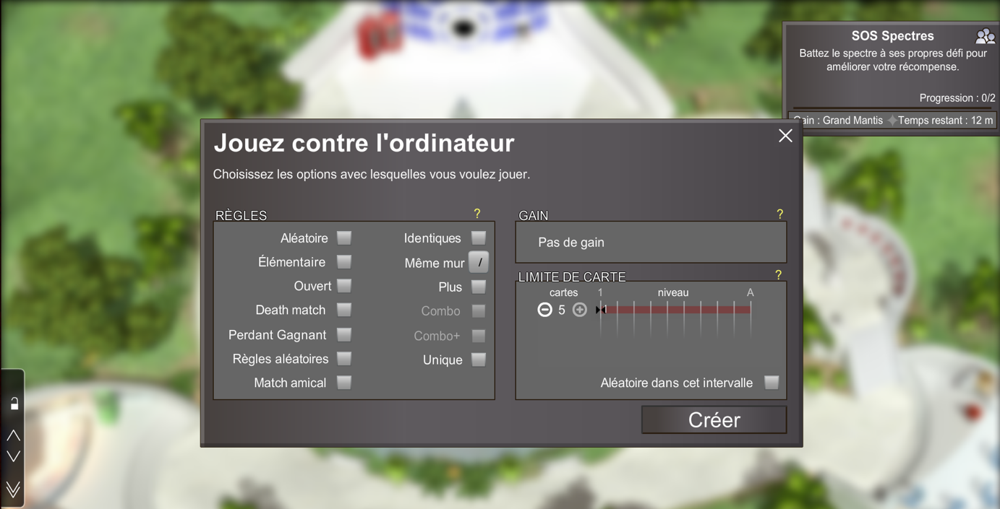 SOS Spectres
Battez le spectre à ses propres défi pour
améliorer votre récompense.
Progression : 0/2
Gain : Grand Mantis Temps restant : 12 m
Jouez contre l'ordinateur
Choisissez les options avec lesquelles vous voulez jouer.
RÈGLES ?
Aléatoire Identiques
Élémentaire Même mur /
Ouvert Plus
Death match Combo
Perdant Gagnant Combo+
Règles aléatoires Unique
Match amical
GAIN ?
Pas de gain
LIMITE DE CARTE ?
cartes 1 niveau A
5 1
Aléatoire dans cet intervalle
Créer